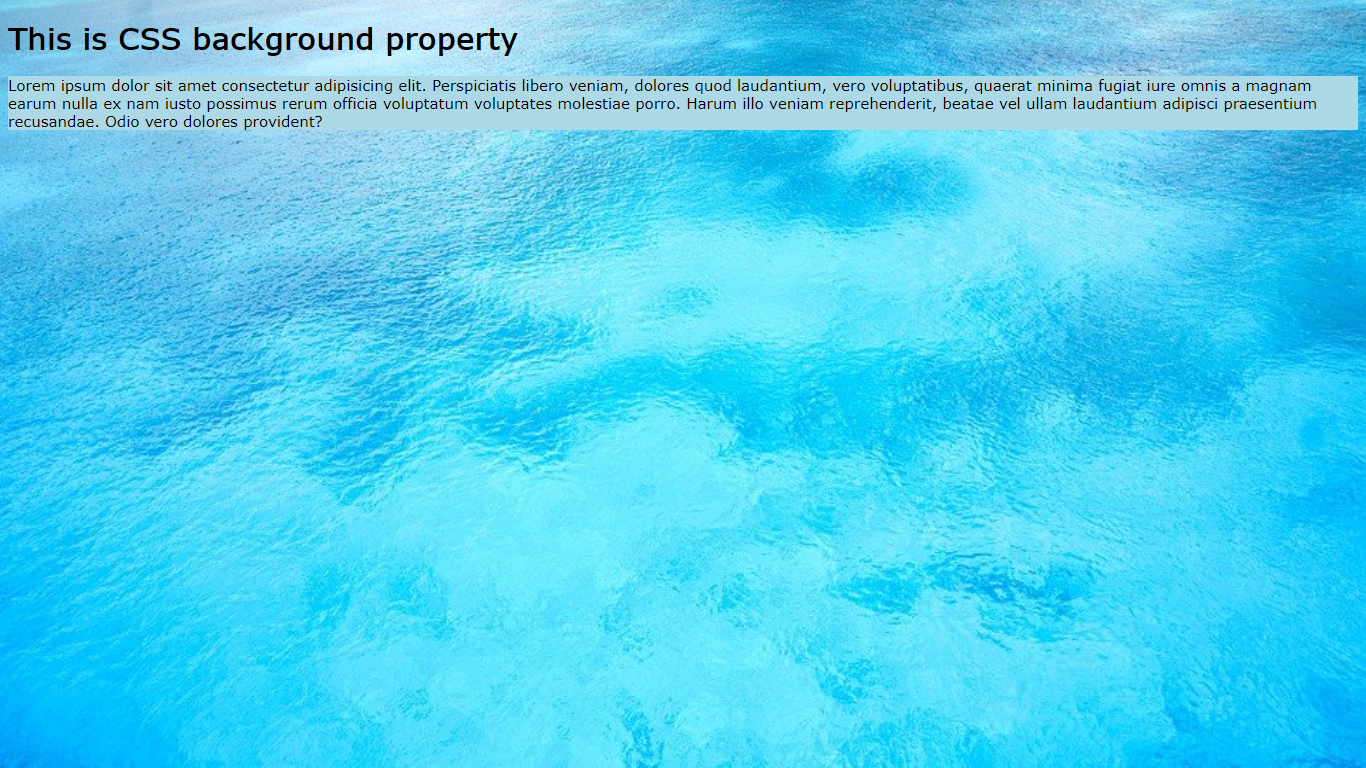 This is CSS background property
Lorem ipsum dolor sit amet consectetur adipisicing elit. Perspiciatis libero veniam, dolores quod laudantium, vero voluptatibus, quaerat minima fugiat iure omnis a magnam
earum nulla ex nam iusto possimus rerum officia voluptatum voluptates molestiae porro. Harum illo veniam reprehenderit, beatae vel ullam laudantium adipisci praesentium
recusandae. Odio vero dolores provident?